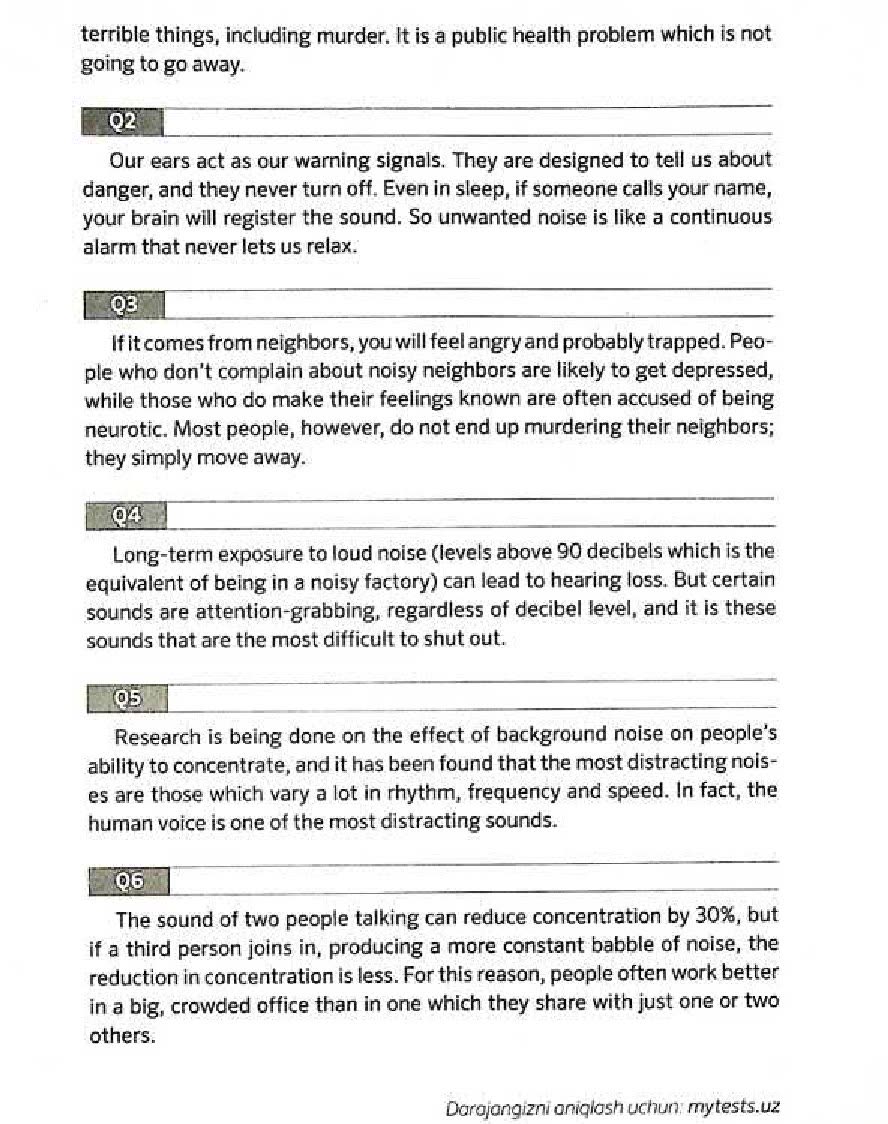 terrible things, including murder. It is a public health problem which is not
going to go away.
Q2
Our ears act as our warning signals. They are designed to tell us about
danger, and they never turn off. Even in sleep, if someone calls your name,
your brain will register the sound. So unwanted noise is like a continuous
alarm that never lets us relax.
Q3
If it comes from neighbors, you will feel angry and probably trapped. Peo-
ple who don't complain about noisy neighbors are likely to get depressed,
while those who do make their feelings known are often accused of being
neurotic. Most people, however, do not end up murdering their neighbors;
they simply move away.
Q4
Long-term exposure to loud noise (levels above 90 decibels which is the
equivalent of being in a noisy factory) can lead to hearing loss. But certain
sounds are attention-grabbing, regardless of decibel level, and it is these
sounds that are the most difficult to shut out.
Q5
Research is being done on the effect of background noise on people's
ability to concentrate, and it has been found that the most distracting nois-
es are those which vary a lot in rhythm, frequency and speed. In fact, the
human voice is one of the most distracting sounds.
Q6
The sound of two people talking can reduce concentration by 30%, but
if a third person joins in, producing a more constant babble of noise, the
reduction in concentration is less. For this reason, people often work better
in a big, crowded office than in one which they share with just one or two
others.
Darajangizni aniqlash uchun: mytests.uz